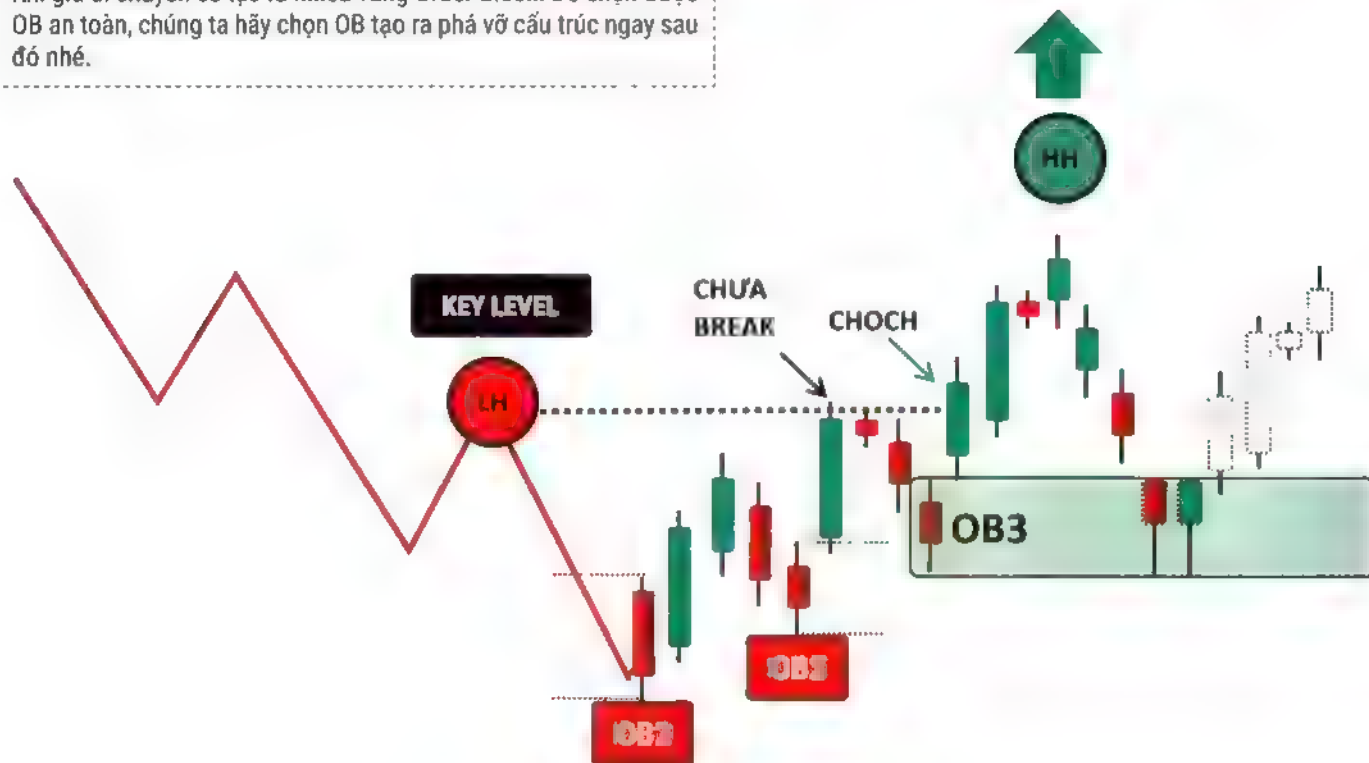 OB an toàn, chúng ta hãy chọn OB tạo ra phá vỡ cấu trúc ngay sau
đó nhé.
HH
KEY LEVEL
CHƯA
BREAK
CHOCH
LH
OB3